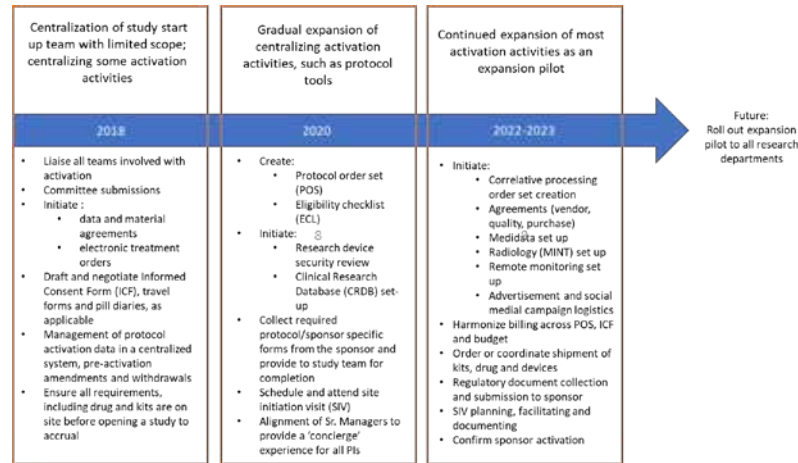 Centralization of study start
up team with limited scope;
centralizing some activation
activities
Gradual expansion of
centralizing activation
activities, such as protocol
tools
Continued expansion of most
activation activities as an
expansion pilot
2018
2020
2022-2023
Future:
Roll out expansion
pilot to all research
departments
• Liaise all teams involved with
activation
• Committee submissions
• Initiate :
• data and material
agreements
• electronic treatment
orders
• Draft and negotiate Informed
Consent Form (ICF), travel
forms and pill diaries, as
applicable
• Management of protocol
activation data in a centralized
system, pre-activation
amendments and withdrawals
• Ensure all requirements,
including drug and kits are on
site before opening a study to
accrual
• Create:
• Protocol order set
(POS)
• Eligibility checklist
(ECL)
• Initiate: 8
• Research device
security review
• Clinical Research
Database (CRDB) set-
up
• Collect required
protocol/sponsor specific
forms from the sponsor and
provide to study team for
completion
• Schedule and attend site
initiation visit (SIV)
• Alignment of Sr. Managers to
provide a 'concierge'
experience for all PIs
• Initiate:
• Correlative processing
order set creation
• Agreements (vendor,
quality, purchase)
• Medidata set up
• Radiology (MINT) set up
• Remote monitoring set
up
• Advertisement and social
medial campaign logistics
• Harmonize billing across POS, ICF
and budget
• Order or coordinate shipment of
kits, drug and devices
• Regulatory document collection
and submission to sponsor
• SIV planning, facilitating and
documenting
• Confirm sponsor activation